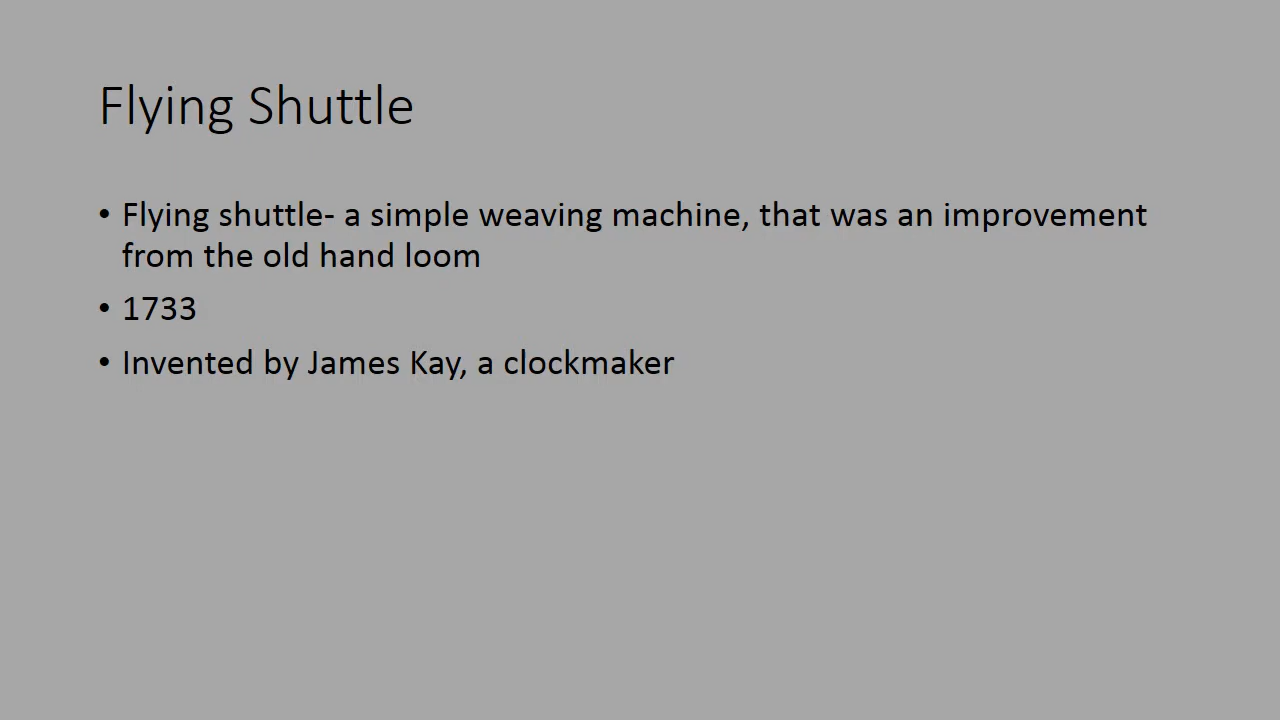 Flying Shuttle
• Flying shuttle- a simple weaving machine, that was an improvement
from the old hand loom
• 1733
• Invented by James Kay, a clockmaker